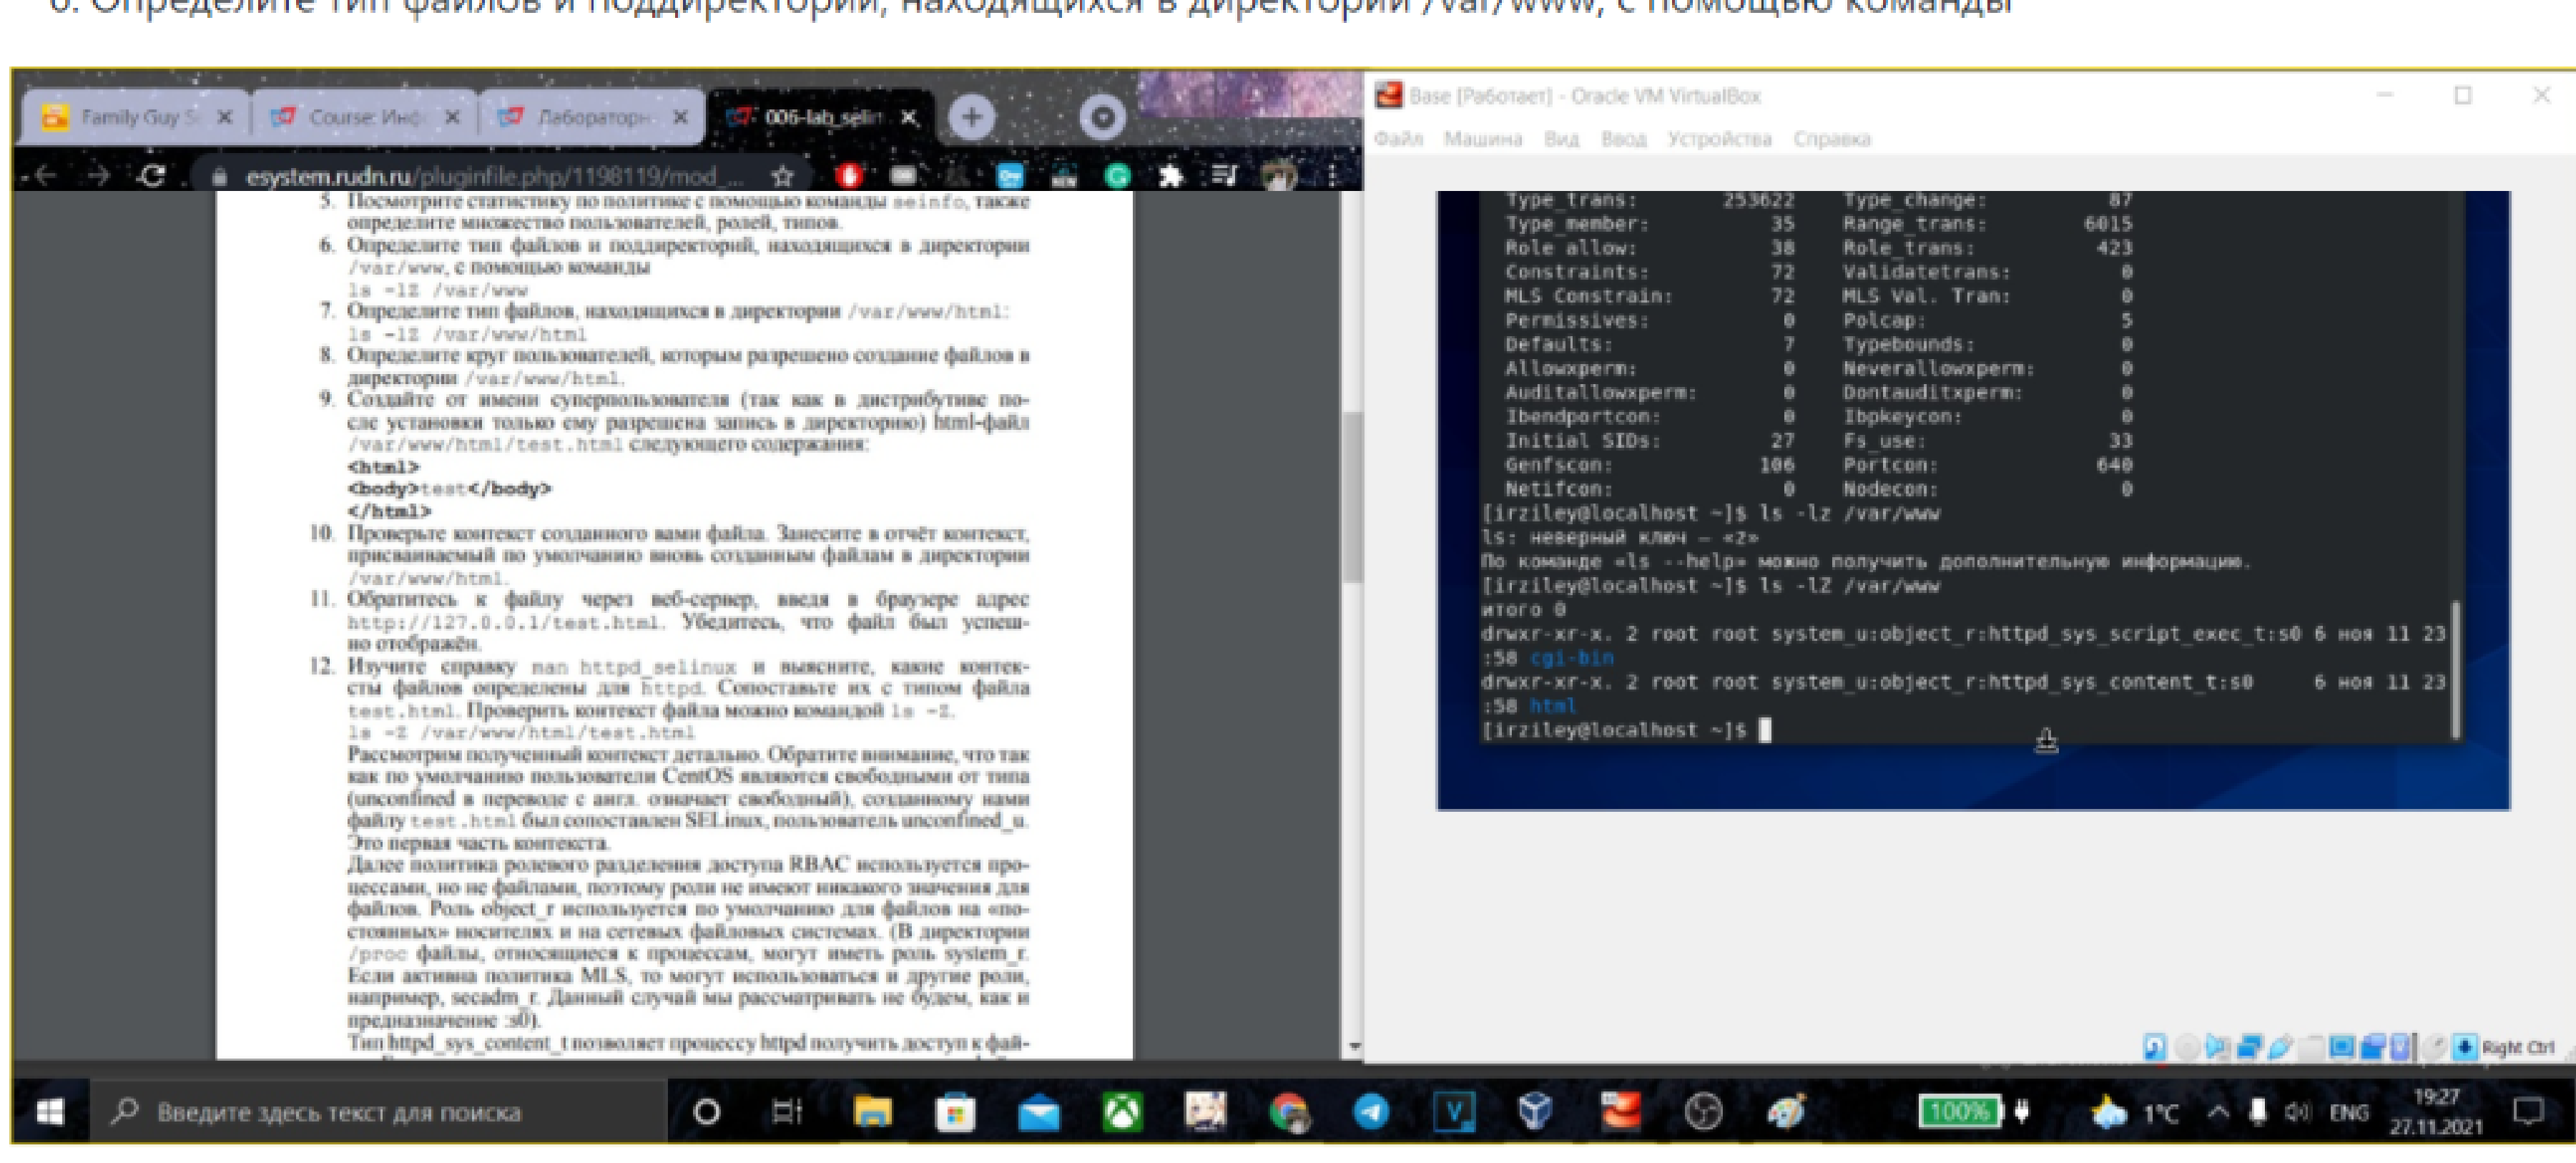 6. Определите тип файлов и поддиректорий, находящихся в директории /var/www, с помощью команды
Family Guy S
Course: Инф
Лаборатор
006-lab_selin
esystem.rudn.ru/pluginfile.php/1198119/mod_...
5. Посмотрите статистику по политике с помощью команды seinfo, также
определите множество пользователей, ролей, типов.
6. Определите тип файлов и поддиректорий, находящихся в директории
/var/www, с помощью команды
ls -lZ /var/www
7. Определите тип файлов, находящихся в директории /var/www/html:
ls -lZ /var/www/html
8. Определите круг пользователей, которым разрешено создание файлов в
директории /var/www/html.
9. Создайте от имени суперпользователя (так как в дистрибутиве по-
сле установки только ему разрешена запись в директорию) html-файл
/var/www/html/test.html следующего содержания:
<html>
<body>test</body>
</html>
10. Проверьте контекст созданного вами файла. Занесите в отчёт контекст,
присваиваемый по умолчанию вновь созданным файлам в директории
/var/www/html.
11. Обратитесь к файлу через веб-сервер, введя в браузере адрес
http://127.0.0.1/test.html. Убедитесь, что файл был успеш-
но отображён.
12. Изучите справку man httpd_selinux и выясните, какие контек-
сты файлов определены для httpd. Сопоставьте их с типом файла
test.html. Проверить контекст файла можно командой ls -Z.
ls -Z /var/www/html/test.html
Рассмотрим полученный контекст детально. Обратите внимание, что так
как по умолчанию пользователи CentOS являются свободными от типа
(unconfined в переводе с англ. означает свободный), созданному нами
файлу test.html был сопоставлен SELinux, пользователь unconfined_u.
Это первая часть контекста.
Далее политика ролевого разделения доступа RBAC используется про-
цессами, но не файлами, поэтому роли не имеют никакого значения для
файлов. Роль object_r используется по умолчанию для файлов на «по-
стоянных» носителях и на сетевых файловых системах. (В директории
/proc файлы, относящиеся к процессам, могут иметь роль system_r.
Если активна политика MLS, то могут использоваться и другие роли,
например, secadm_r. Данный случай мы рассматривать не будем, как и
предназначение :s0).
Тип httpd_sys_content_t позволяет процессу httpd получить доступ к фай-
Base [Работает] - Oracle VM VirtualBox
Файл Машина Вид Ввод Устройства Справка
Type_trans: 253622 Type_change: 87
Type_member: 35 Range_trans: 6015
Role allow: 38 Role_trans: 423
Constraints: 72 Validatetrans: 0
MLS Constrain: 72 MLS Val. Tran: 0
Permissives: 0 Polcap: 5
Defaults: 7 Typebounds: 0
Allowxperm: 0 Neverallowxperm: 0
Auditallowxperm: 0 Dontauditxperm: 0
Ibendportcon: 0 Ibpkeycon: 0
Initial SIDs: 27 Fs_use: 33
Genfscon: 106 Portcon: 640
Netifcon: 0 Nodecon: 0
[irziley@localhost ~]$ ls -lz /var/www
ls: неверный ключ — «z»
По команде «ls --help» можно получить дополнительную информацию.
[irziley@localhost ~]$ ls -lZ /var/www
итого 0
drwxr-xr-x. 2 root root system_u:object_r:httpd_sys_script_exec_t:s0 6 ноя 11 23
:58 cgi-bin
drwxr-xr-x. 2 root root system_u:object_r:httpd_sys_content_t:s0 6 ноя 11 23
:58 html
[irziley@localhost ~]$
Right Ctrl
Введите здесь текст для поиска
100%
1°C
ENG
19:27
27.11.2021